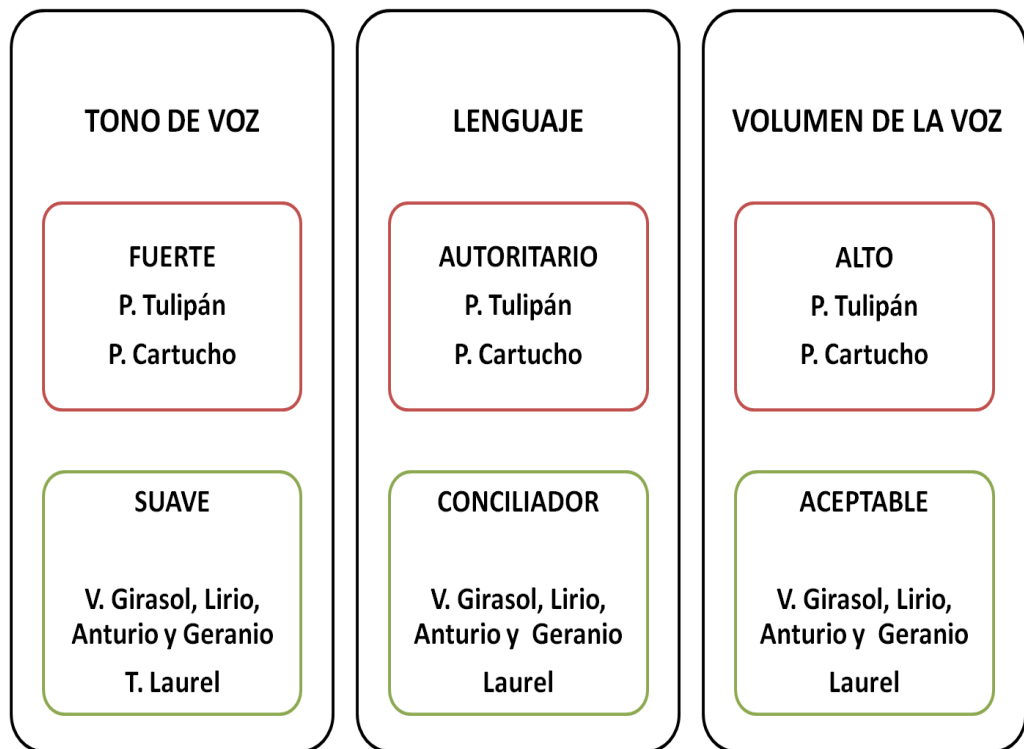 TONO DE VOZ
FUERTE
P. Tulipán
P. Cartucho
SUAVE
V. Girasol, Lirio,
Anturio y Geranio
T. Laurel
LENGUAJE
AUTORITARIO
P. Tulipán
P. Cartucho
CONCILIADOR
V. Girasol, Lirio,
Anturio y Geranio
Laurel
VOLUMEN DE LA VOZ
ALTO
P. Tulipán
P. Cartucho
ACEPTABLE
V. Girasol, Lirio,
Anturio y Geranio
Laurel